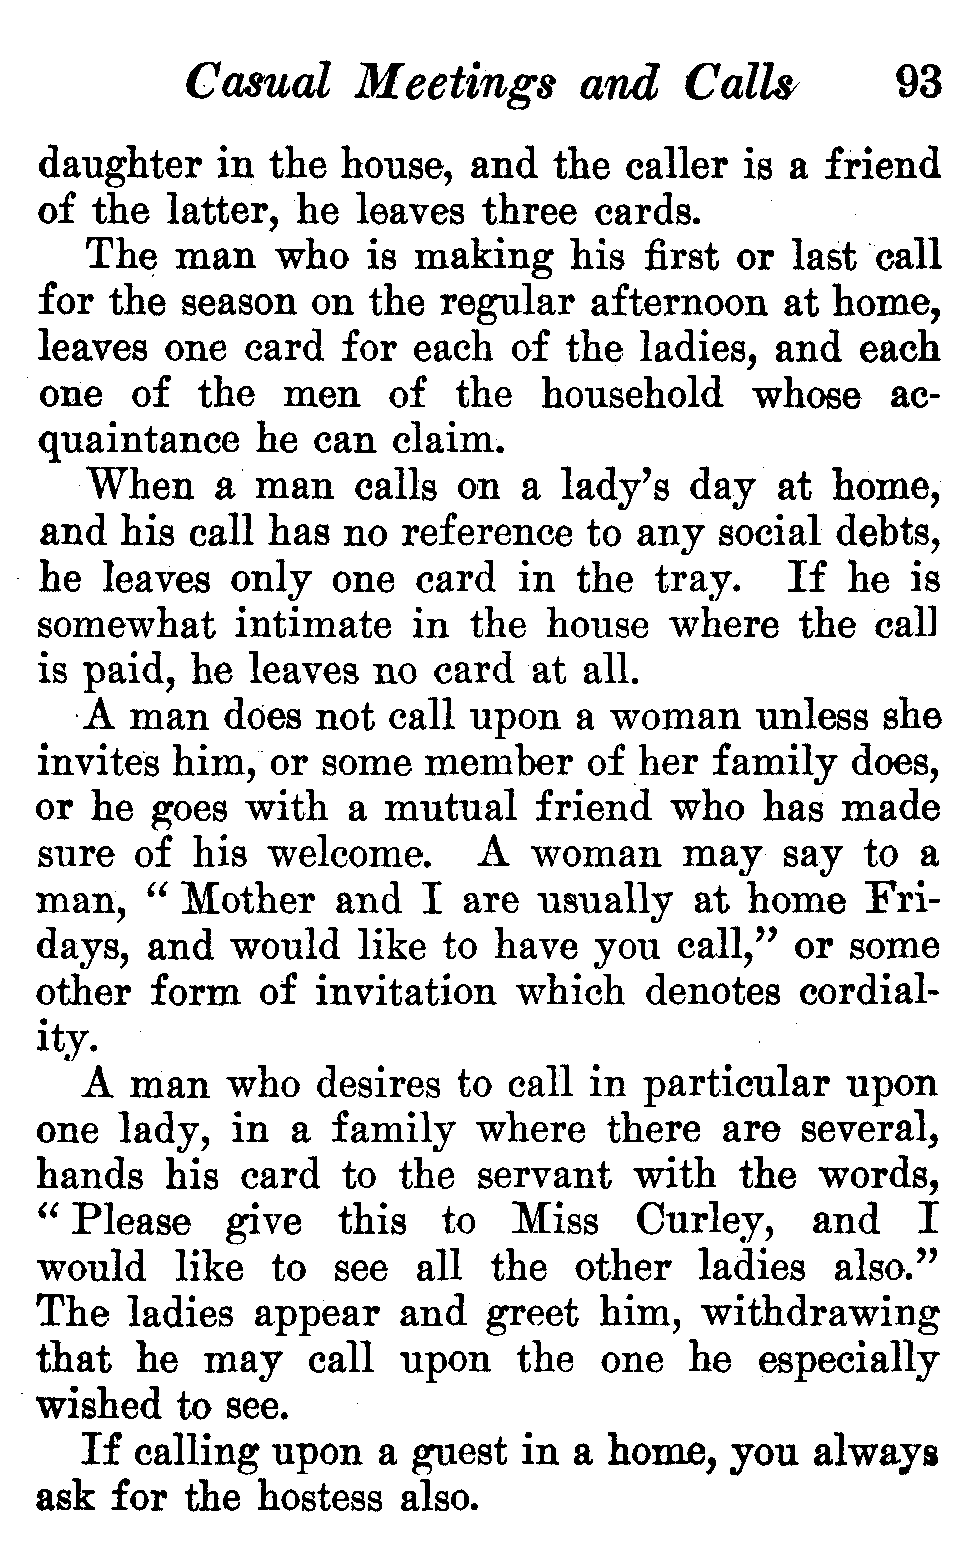 Casual Meetings and Calls 93
daughter in the house, and the caller is a friend
of the latter, he leaves three cards.
The man who is making his first or last call
for the season on the regular afternoon at home,
leaves one card for each of the ladies, and each
one of the men of the household whose ac-
quaintance he can claim.
When a man calls on a lady's day at home,
and his call has no reference to any social debts,
he leaves only one card in the tray. If he is
somewhat intimate in the house where the call
is paid, he leaves no card at all.
A man does not call upon a woman unless she
invites him, or some member of her family does,
or he goes with a mutual friend who has made
sure of his welcome. A woman may say to a
man, “ Mother and I are usually at home Fri-
days, and would like to have you call,” or some
other form of invitation which denotes cordial-
ity.
A man who desires to call in particular upon
one lady, in a family where there are several,
hands his card to the servant with the words,
“ Please give this to Miss Curley, and I
would like to see all the other ladies also.”
The ladies appear and greet him, withdrawing
that he may call upon the one he especially
wished to see.
If calling upon a guest in a home, you always
ask for the hostess also.